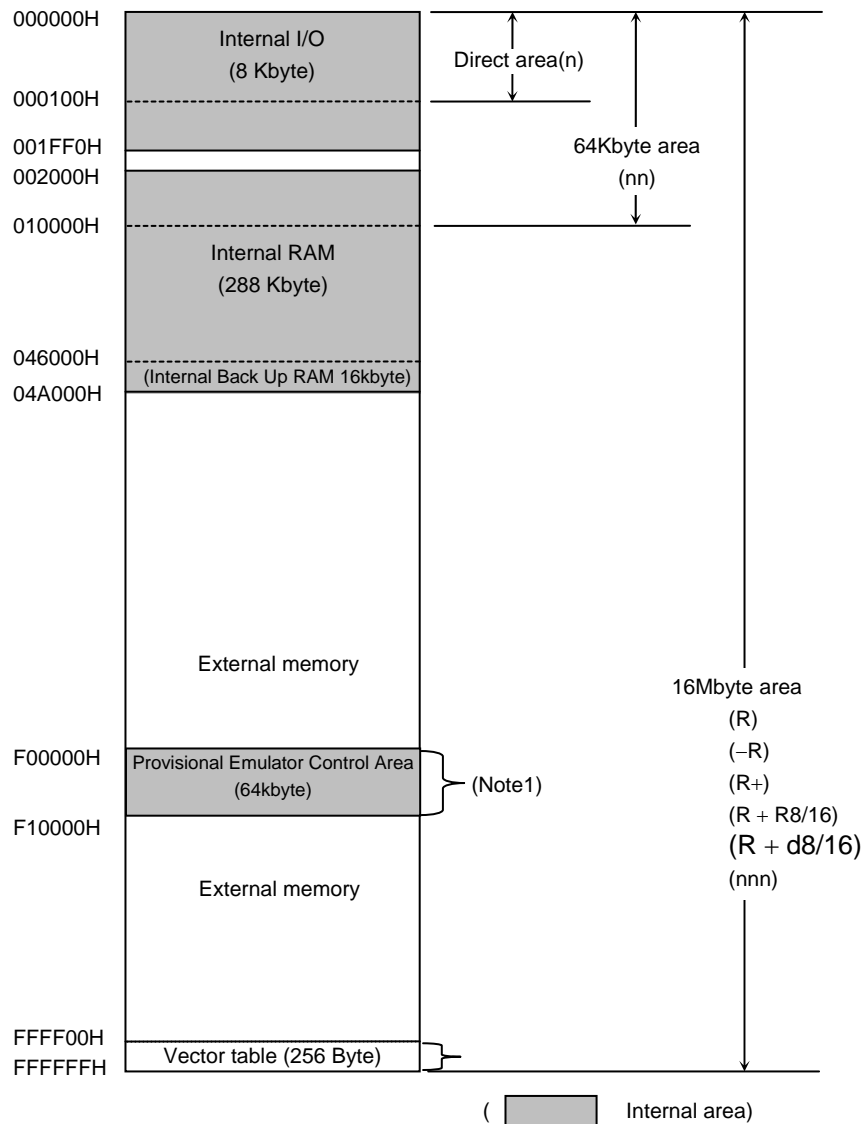 000000H
Internal I/O
(8 Kbyte)
Direct area(n)
000100H
64Kbyte area
(nn)
001FF0H
002000H
010000H
Internal RAM
(288 Kbyte)
046000H
(Internal Back Up RAM 16kbyte)
04A000H
External memory
16Mbyte area
(R)
(−R)
(R+)
(R + R8/16)
(R + d8/16)
(nnn)
F00000H
Provisional Emulator Control Area
(64kbyte)
(Note1)
F10000H
External memory
FFFF00H
Vector table (256 Byte)
FFFFFFH
( Internal area)